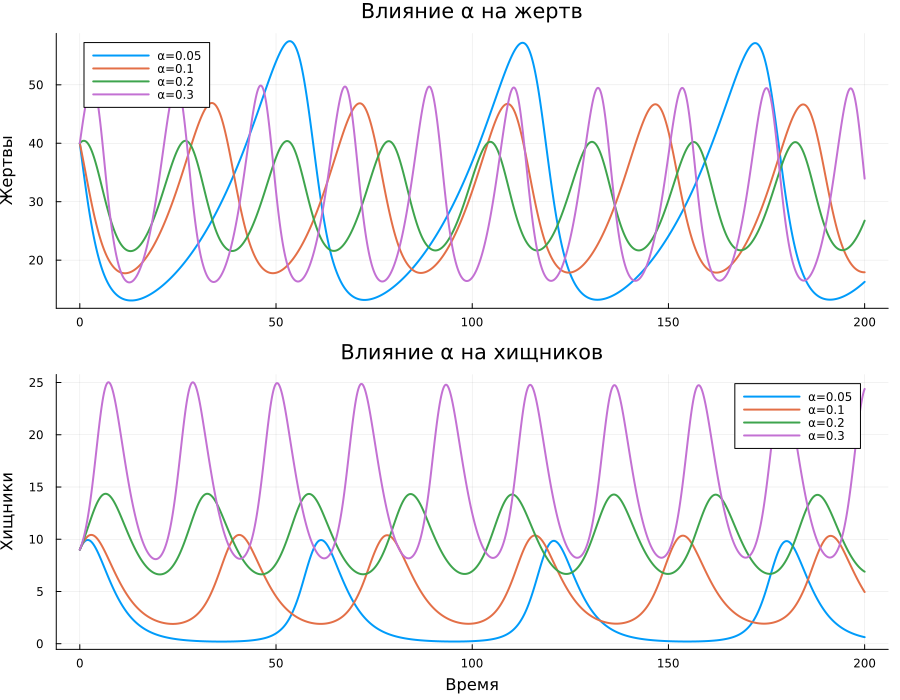 Влияние α на жертв
α=0.05
α=0.1
α=0.2
α=0.3
Жертвы
50
40
30
20
0 50 100 150 200
Влияние α на хищников
α=0.05
α=0.1
α=0.2
α=0.3
Хищники
25
20
15
10
5
0
0 50 100 150 200
Время